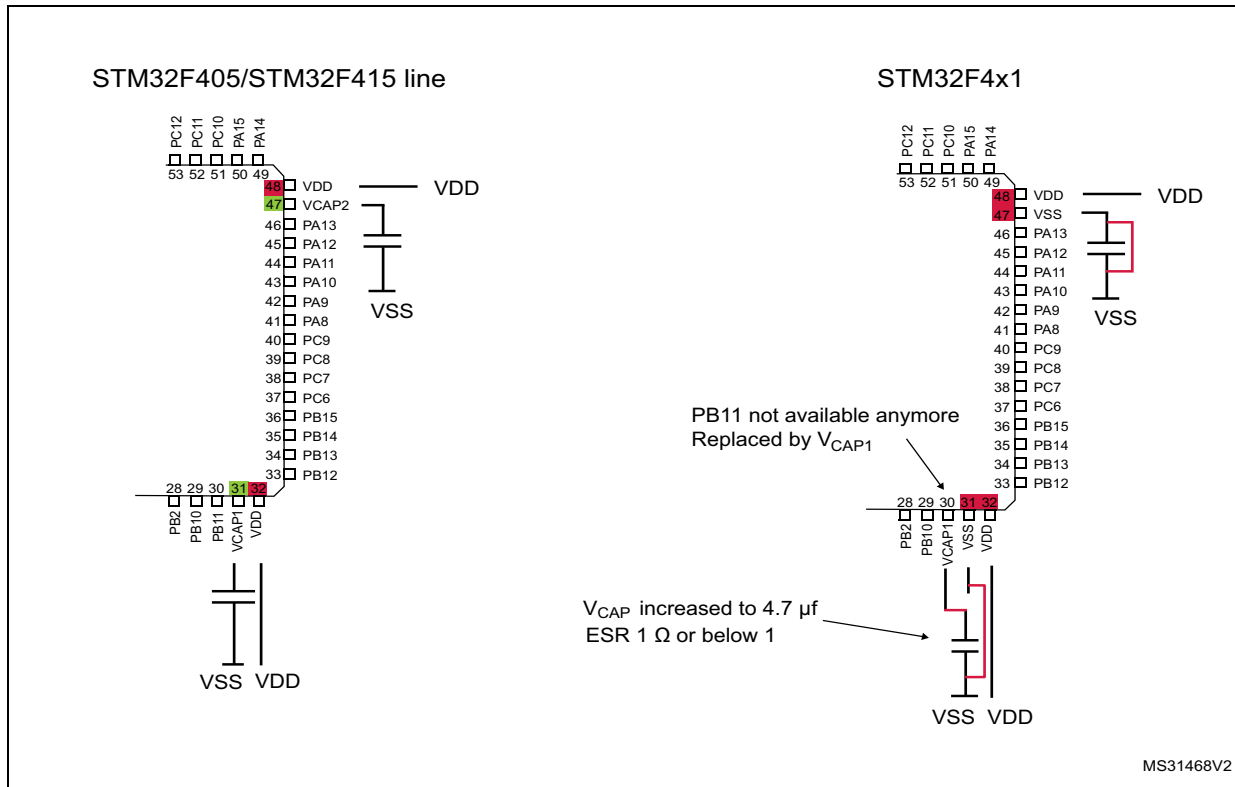 STM32F405/STM32F415 line
PC12
PC11
PC10
PA15
PA14
53 52 51 50 49
48 VDD VDD
47 VCAP2
46 PA13
45 PA12
44 PA11
43 PA10
42 PA9
41 PA8
40 PC9
39 PC8
38 PC7
37 PC6
36 PB15
35 PB14
34 PB13
33 PB12
VSS
28 29 30 31 32
PB2
PB10
PB11
VCAP1
VDD
VSS VDD
STM32F4x1
PC12
PC11
PC10
PA15
PA14
53 52 51 50 49
48 VDD VDD
47 VSS
46 PA13
45 PA12
44 PA11
43 PA10
42 PA9
41 PA8
40 PC9
39 PC8
38 PC7
37 PC6
36 PB15
35 PB14
34 PB13
33 PB12
VSS
PB11 not available anymore
Replaced by VCAP1
28 29 30 31 32
PB2
PB10
VCAP1
VSS
VDD
VCAP increased to 4.7 µf
ESR 1 Ω or below 1
VSS VDD
MS31468V2